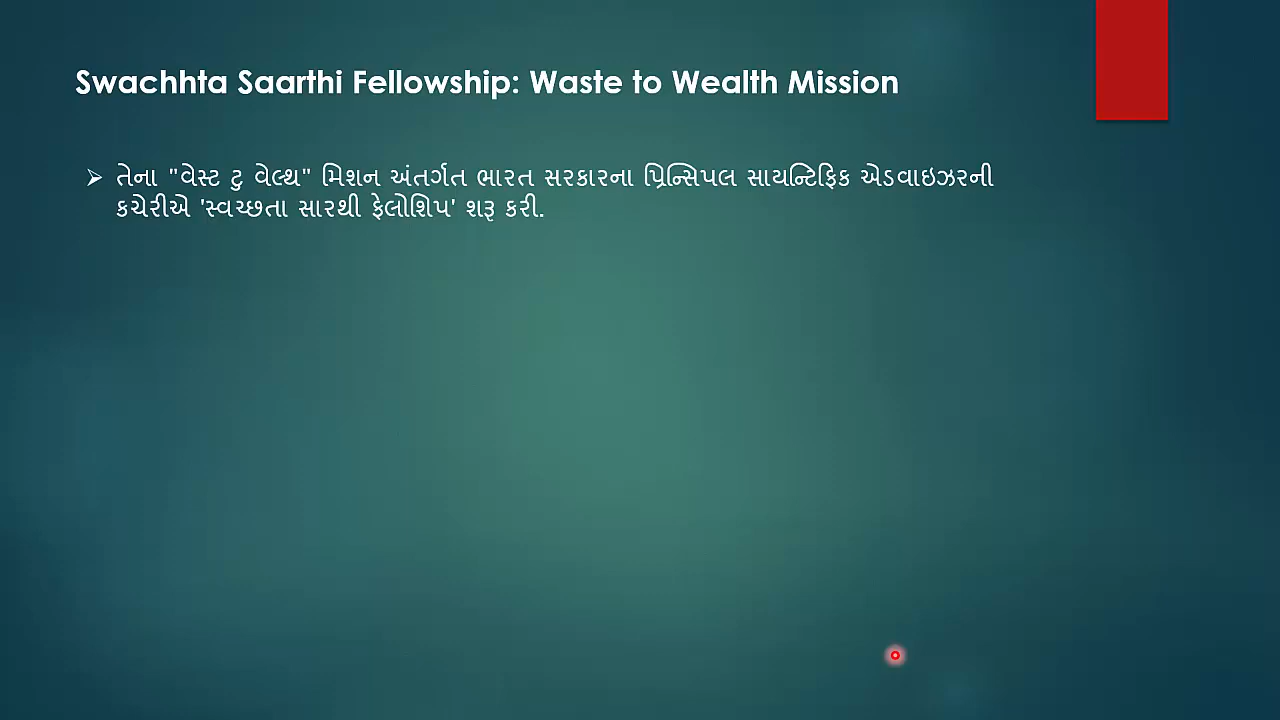 Swachhta Saarthi Fellowship: Waste to Wealth Mission
તેના "વેસ્ટ ટુ વેલ્થ" મિશન અંતર્ગત ભારત સરકારના પ્રિન્સિપલ સાયન્ટિફિક એડવાઇઝરની
કચેરીએ 'સ્વચ્છતા સારથી ફેલોશિપ' શરૂ કરી.